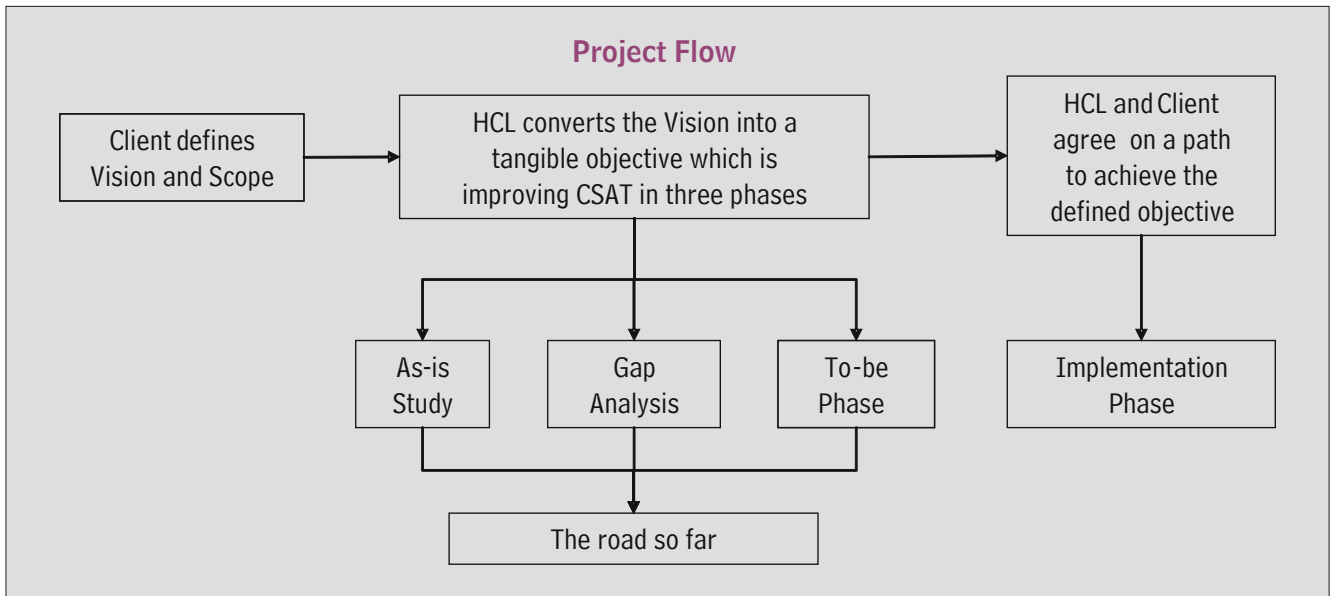 Project Flow
Client defines
Vision and Scope
HCL converts the Vision into a
tangible objective which is
improving CSAT in three phases
HCL and Client
agree on a path
to achieve the
defined objective
As-is
Study
Gap
Analysis
To-be
Phase
Implementation
Phase
The road so far